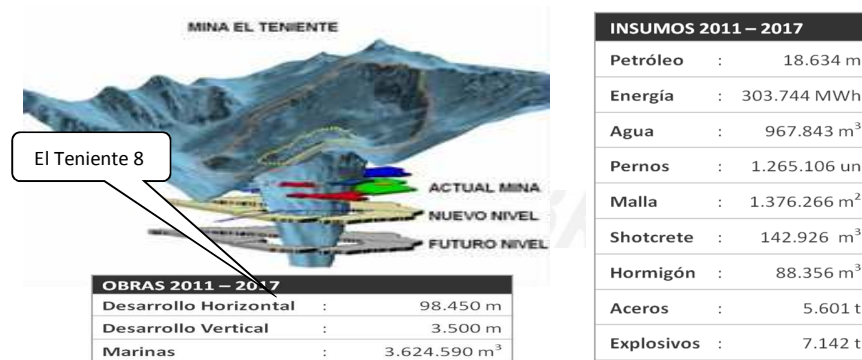 MINA EL TENIENTE
El Teniente 8
ACTUAL MINA
NUEVO NIVEL
FUTURO NIVEL
OBRAS 2011 – 2017
Desarrollo Horizontal : 98.450 m
Desarrollo Vertical : 3.500 m
Marinas : 3.624.590 m³
INSUMOS 2011 – 2017
Petróleo : 18.634 m
Energía : 303.744 MWh
Agua : 967.843 m³
Pernos : 1.265.106 un
Malla : 1.376.266 m²
Shotcrete : 142.926 m³
Hormigón : 88.356 m³
Aceros : 5.601 t
Explosivos : 7.142 t